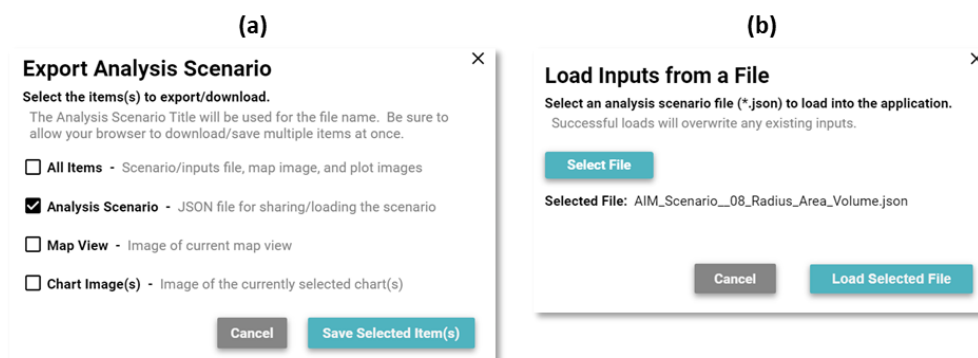 (a)
Export Analysis Scenario
Select the items(s) to export/download.
The Analysis Scenario Title will be used for the file name. Be sure to
allow your browser to download/save multiple items at once.
All Items - Scenario/inputs file, map image, and plot images
Analysis Scenario - JSON file for sharing/loading the scenario
Map View - Image of current map view
Chart Image(s) - Image of the currently selected chart(s)
Cancel
Save Selected Item(s)
(b)
Load Inputs from a File
Select an analysis scenario file (*.json) to load into the application.
Successful loads will overwrite any existing inputs.
Select File
Selected File: AIM_Scenario__08_Radius_Area_Volume.json
Cancel
Load Selected File